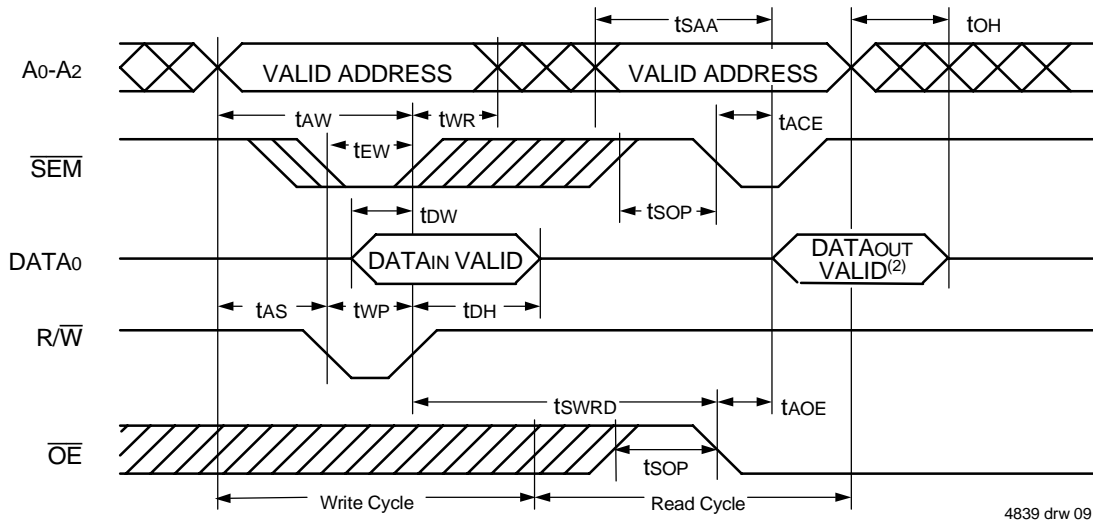 tSAA
tOH
A0-A2
VALID ADDRESS
VALID ADDRESS
tAW
tWR
tACE
tEW
SEM
tSOP
tDW
DATA0
DATAIN VALID
DATAOUT
VALID(2)
tAS
tWP
tDH
R/W
tSWRD
tAOE
OE
tSOP
Write Cycle
Read Cycle
4839 drw 09